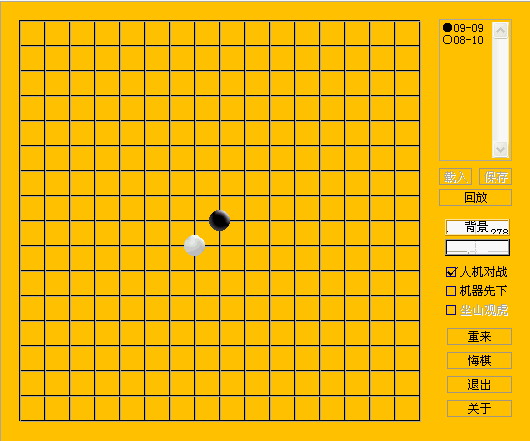 ●09-09
○08-10
载入 保存
回放
背景
278
人机对战
机器先下
坐山观虎
重来
悔棋
退出
关于